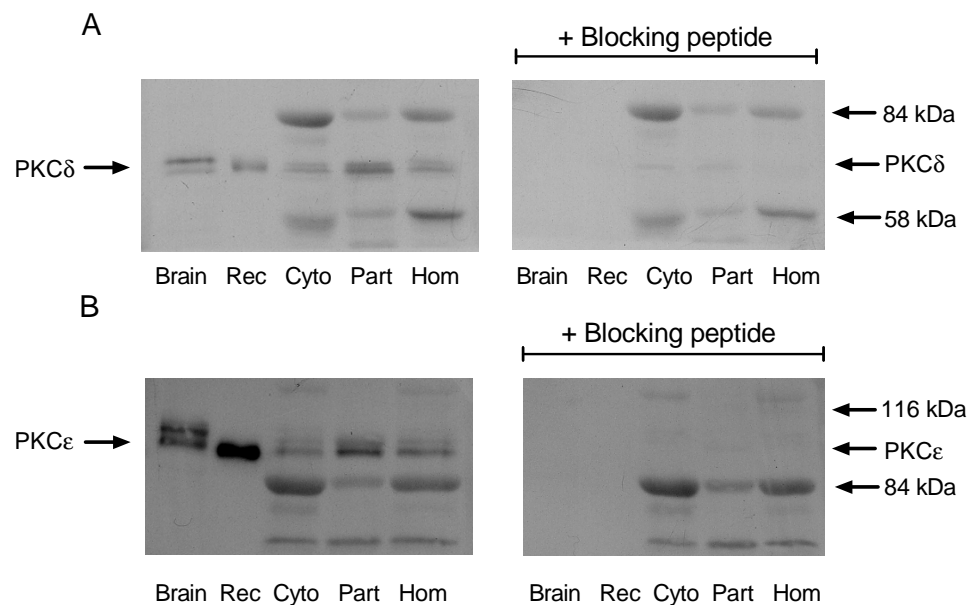 A
+ Blocking peptide
PKCδ
84 kDa
PKCδ
58 kDa
Brain Rec Cyto Part Hom
Brain Rec Cyto Part Hom
B
+ Blocking peptide
PKCε
116 kDa
PKCε
84 kDa
Brain Rec Cyto Part Hom
Brain Rec Cyto Part Hom